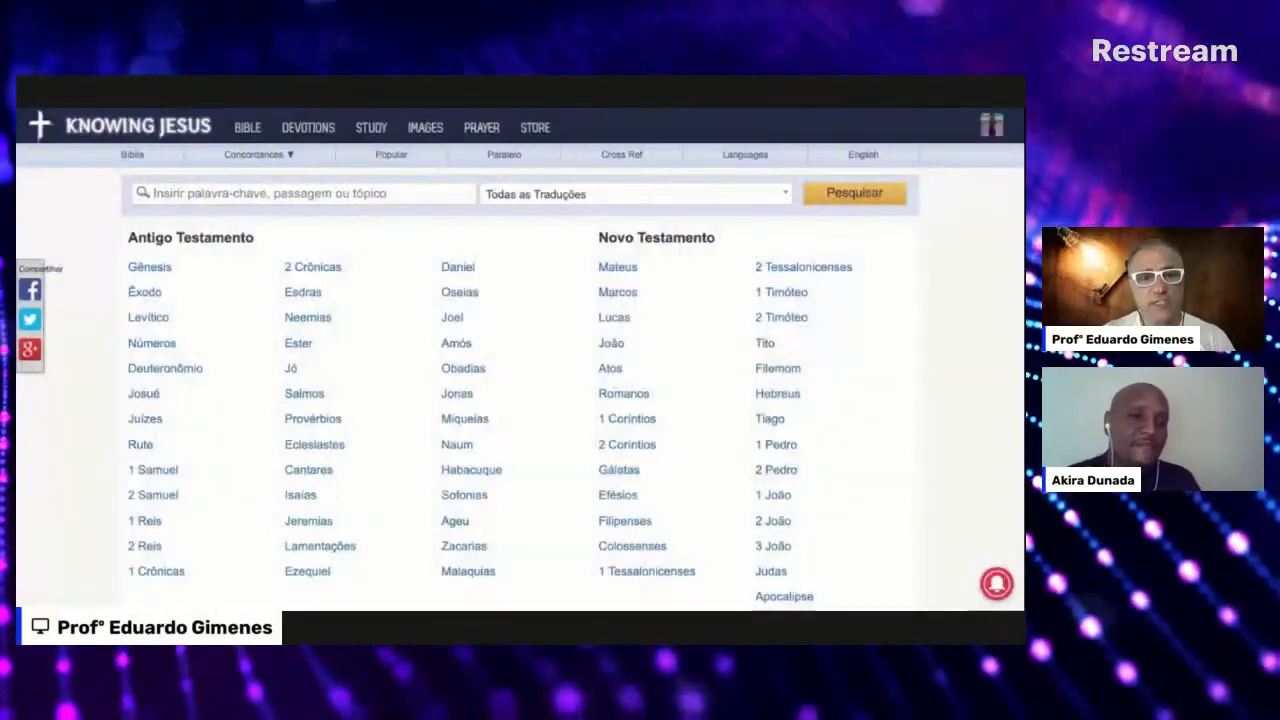 Restream
KNOWING JESUS BIBLE DEVOTIONS STUDY IMAGES PRAYER STORE
Bíblia Concordances ▼ Popular Paralelo Cross Ref Languages English
Insirir palavra-chave, passagem ou tópico Todas as Traduções Pesquisar
Antigo Testamento Novo Testamento
Gênesis 2 Crônicas Daniel Mateus 2 Tessalonicenses
Compartilhar
Êxodo Esdras Oseias Marcos 1 Timóteo
Levítico Neemias Joel Lucas 2 Timóteo
Números Ester Amós João Tito
Deuteronômio Jó Obadias Atos Filemom
Josué Salmos Jonas Romanos Hebreus
Juízes Provérbios Miqueias 1 Coríntios Tiago
Rute Eclesiastes Naum 2 Coríntios 1 Pedro
1 Samuel Cantares Habacuque Gálatas 2 Pedro
2 Samuel Isaías Sofonias Efésios 1 João
1 Reis Jeremias Ageu Filipenses 2 João
2 Reis Lamentações Zacarias Colossenses 3 João
1 Crônicas Ezequiel Malaquias 1 Tessalonicenses Judas
Apocalipse
Prof° Eduardo Gimenes
Prof° Eduardo Gimenes
Akira Dunada